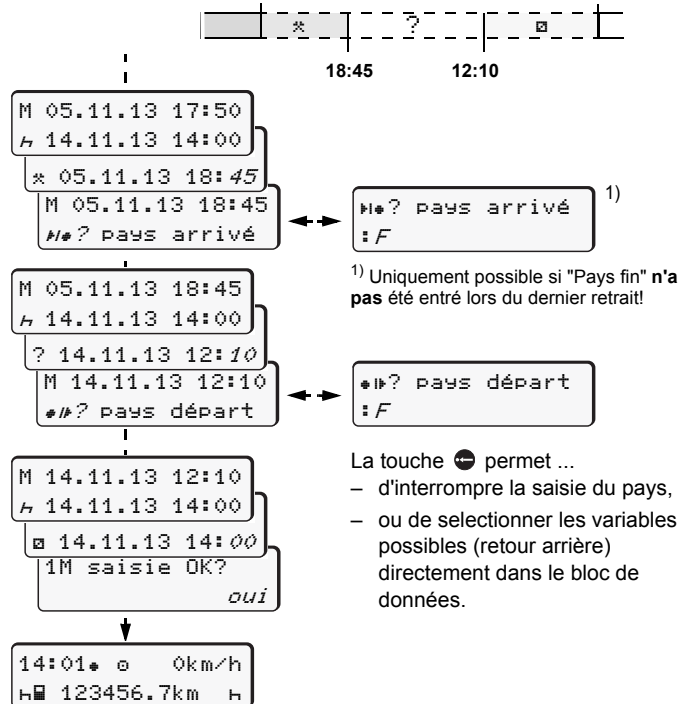 ?
18:45 12:10
M 05.11.13 17:50
14.11.13 14:00
05.11.13 18:45
M 05.11.13 18:45
? pays arrivé
? pays arrivé
:F
1)
1) Uniquement possible si "Pays fin" n'a
pas été entré lors du dernier retrait!
M 05.11.13 18:45
14.11.13 14:00
? 14.11.13 12:10
M 14.11.13 12:10
? pays départ
? pays départ
:F
La touche permet ...
– d'interrompre la saisie du pays,
– ou de selectionner les variables
possibles (retour arrière)
directement dans le bloc de
données.
M 14.11.13 12:10
14.11.13 14:00
14.11.13 14:00
1M saisie OK?
oui
14:01 0km/h
123456.7km